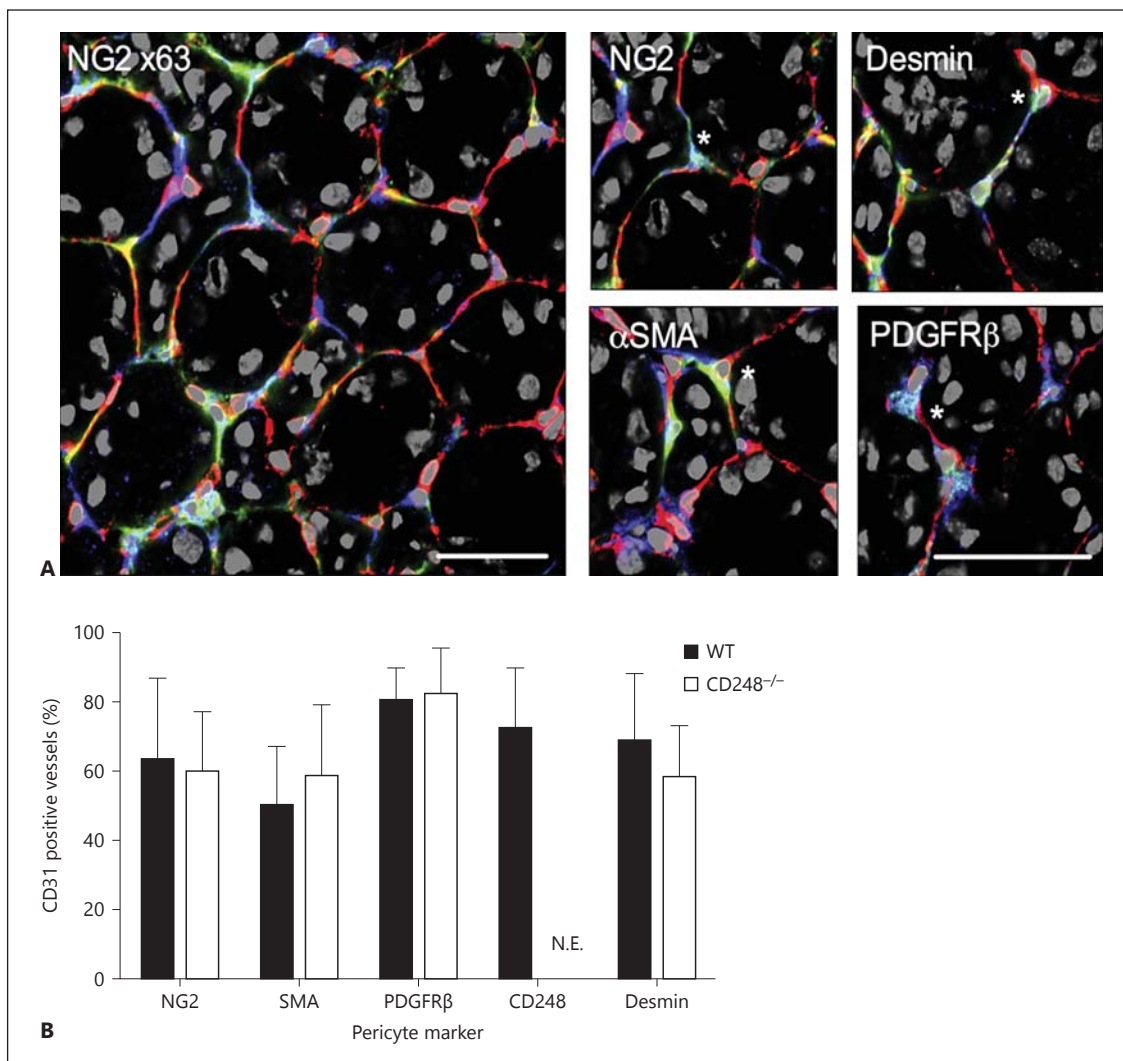 NG2 x63
NG2
Desmin
*
*
αSMA
PDGFRβ
*
*
A
100
80
60
40
20
0
CD31 positive vessels (%)
WT
CD248–/–
N.E.
NG2
SMA
PDGFRβ
CD248
Desmin
Pericyte marker
B